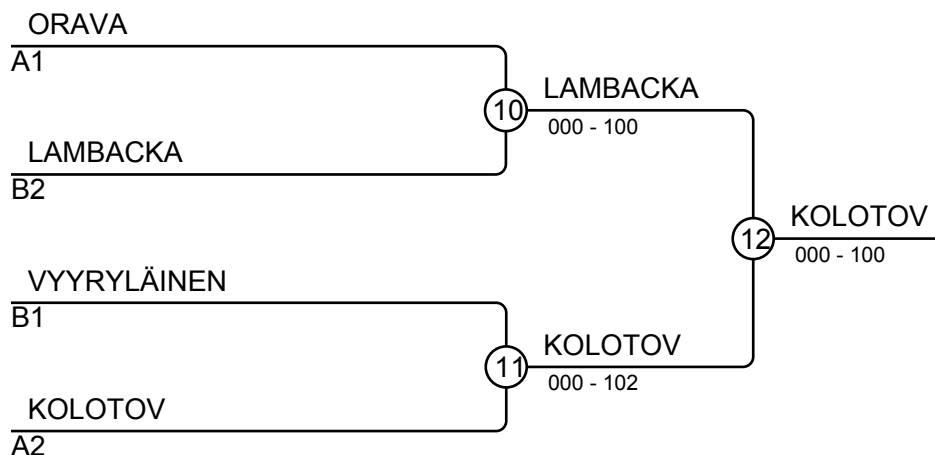 ORAVA
A1
10
LAMBACKA
000 - 100
LAMBACKA
B2
12
KOLOTOV
000 - 100
VYYRYLÄINEN
B1
11
KOLOTOV
000 - 102
KOLOTOV
A2